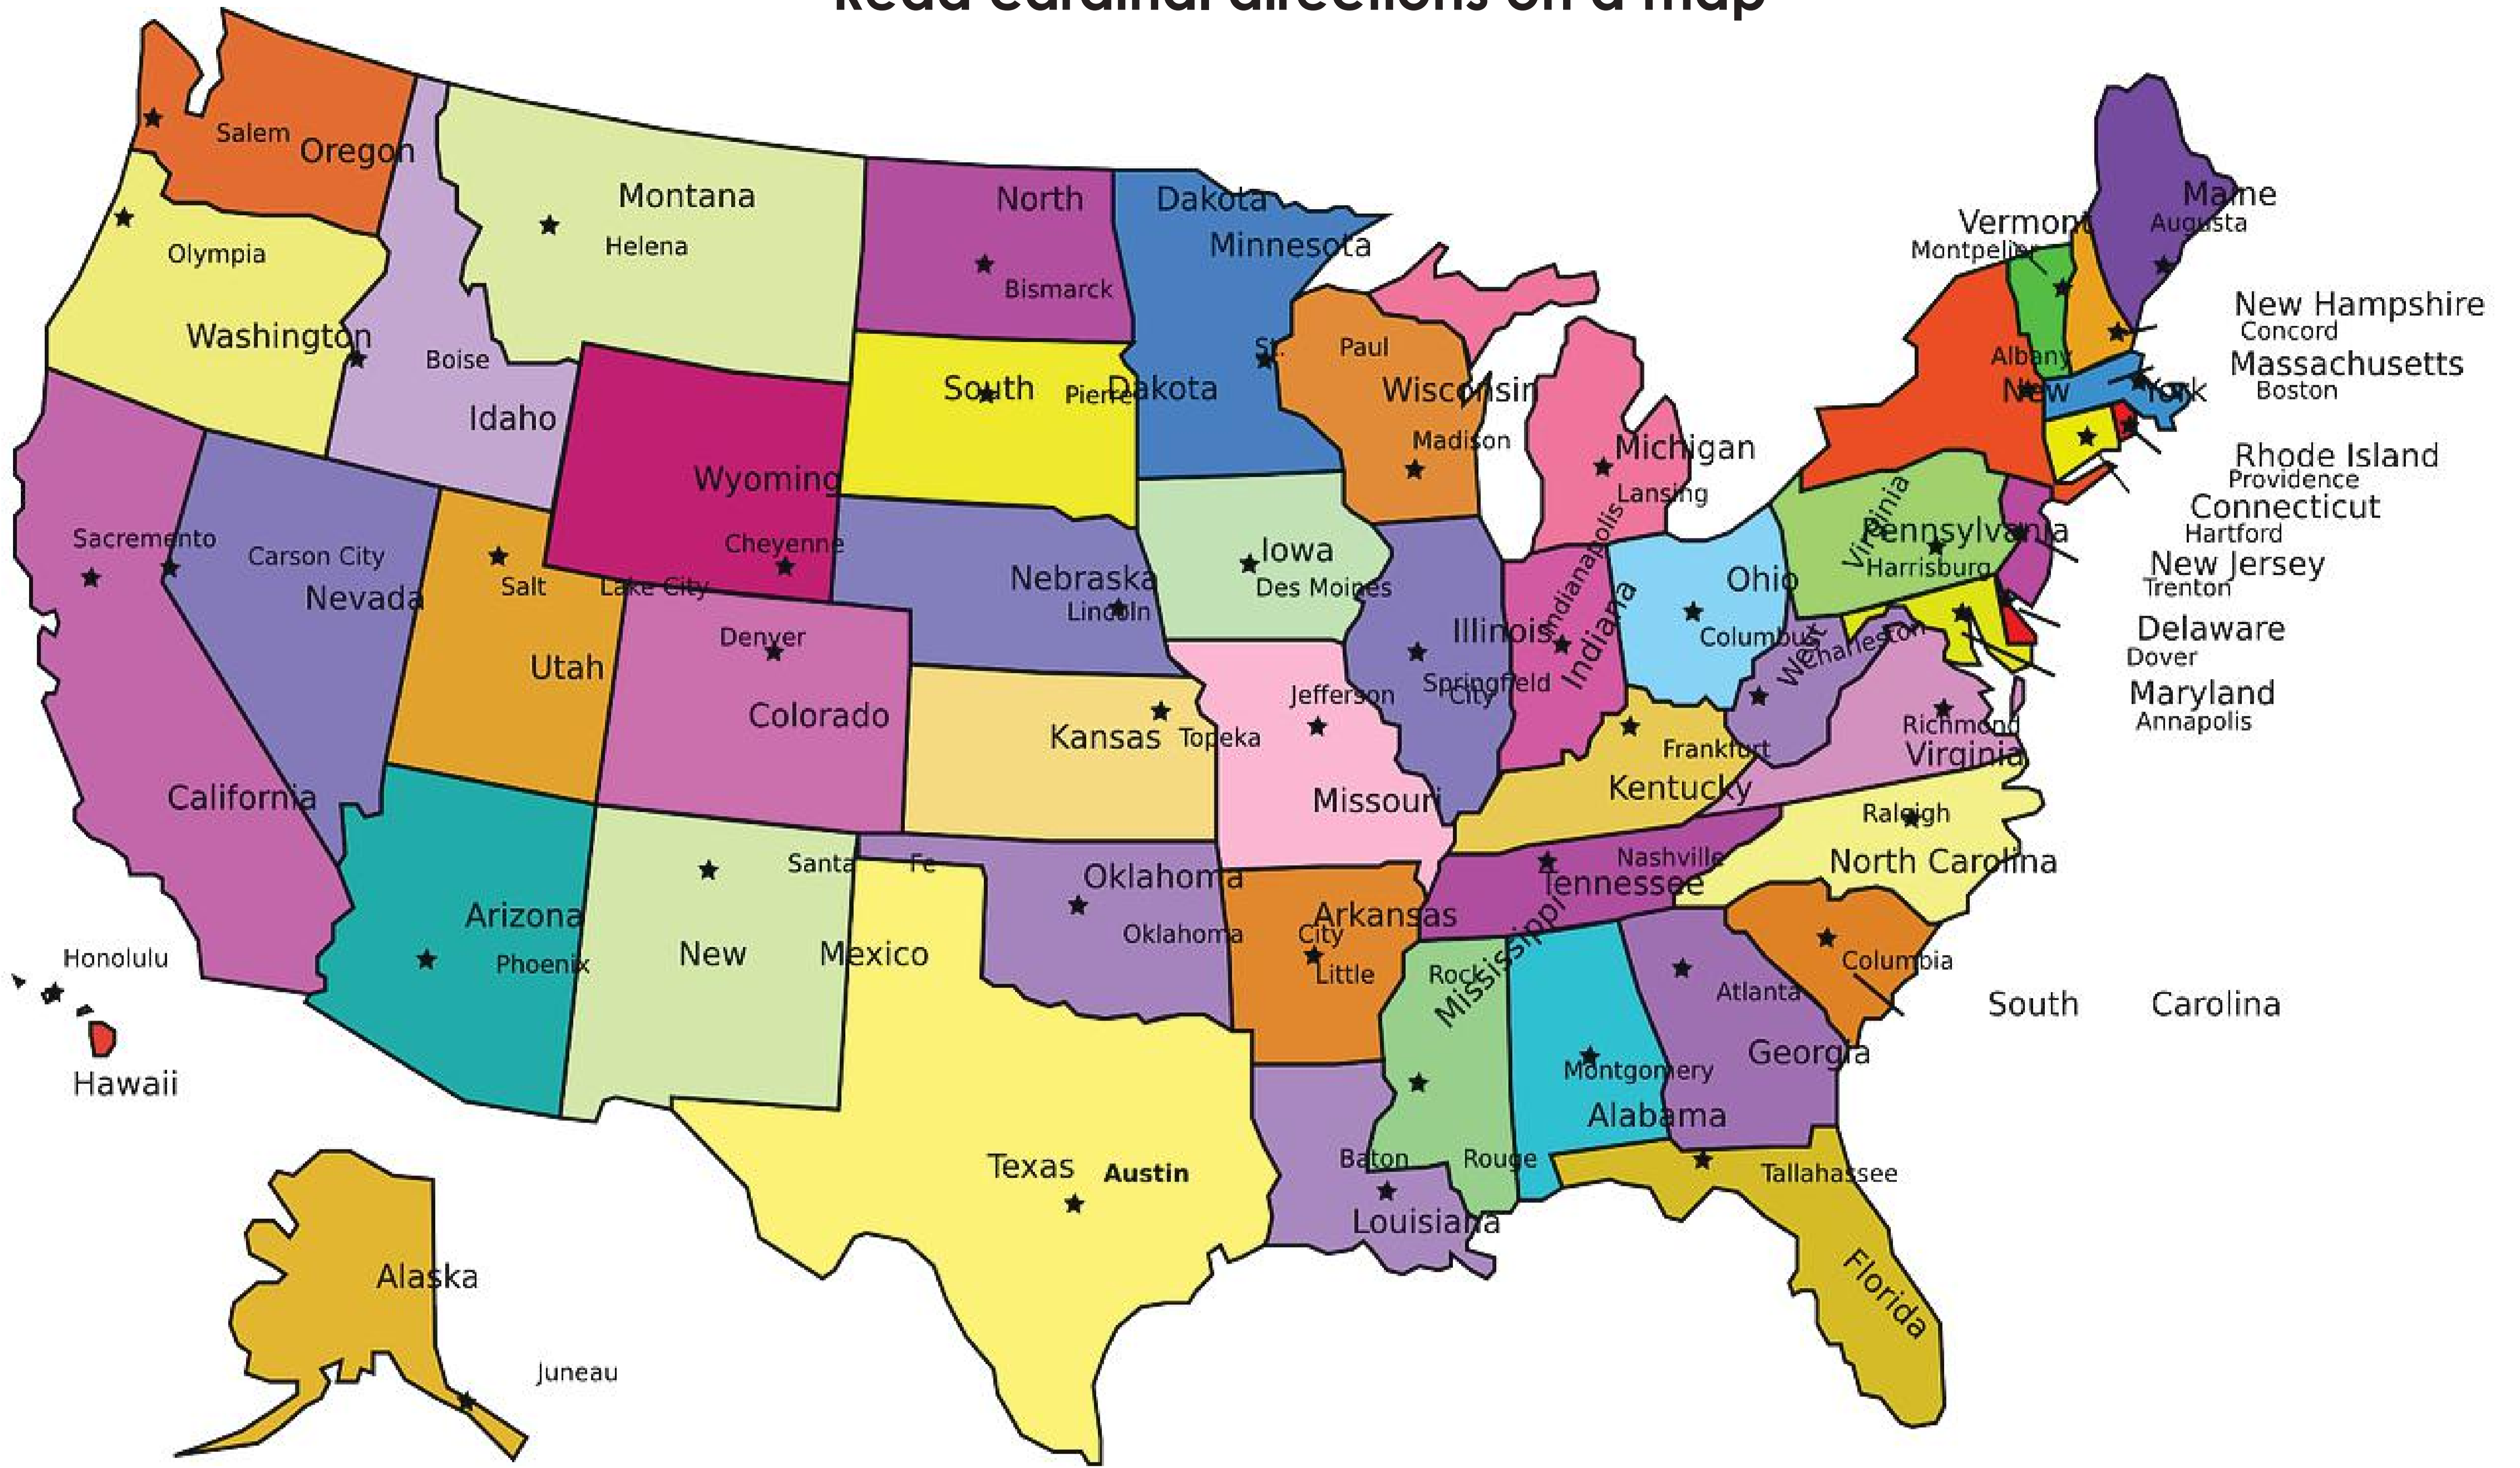 Read cardinal directions on a map
Salem
Oregon
Montana
Helena
North Dakota
Bismarck
Minnesota
Maine
Augusta
Vermont
Montpelier
Olympia
Washington
Boise
Idaho
St. Paul
Wisconsin
Madison
South Dakota
Pierre
Michigan
Lansing
New Hampshire
Concord
Albany
New York
Massachusetts
Boston
Rhode Island
Providence
Connecticut
Hartford
New Jersey
Trenton
Delaware
Dover
Maryland
Annapolis
Wyoming
Cheyenne
Sacremento
Carson City
Nevada
Salt Lake City
Utah
Denver
Colorado
Nebraska
Lincoln
Iowa
Des Moines
Illinois
Springfield
Indianapolis
Indiana
Ohio
Columbus
Pennsylvania
Harrisburg
West Virginia
Charleston
Richmond
Virginia
California
Kansas
Topeka
Jefferson City
Missouri
Frankfurt
Kentucky
Nashville
Tennessee
Raleigh
North Carolina
Arizona
Phoenix
Santa Fe
New Mexico
Oklahoma
Oklahoma City
Arkansas
Little Rock
Mississippi
Columbia
South Carolina
Atlanta
Georgia
Montgomery
Alabama
Honolulu
Hawaii
Texas
Austin
Baton Rouge
Louisiana
Tallahassee
Florida
Alaska
Juneau